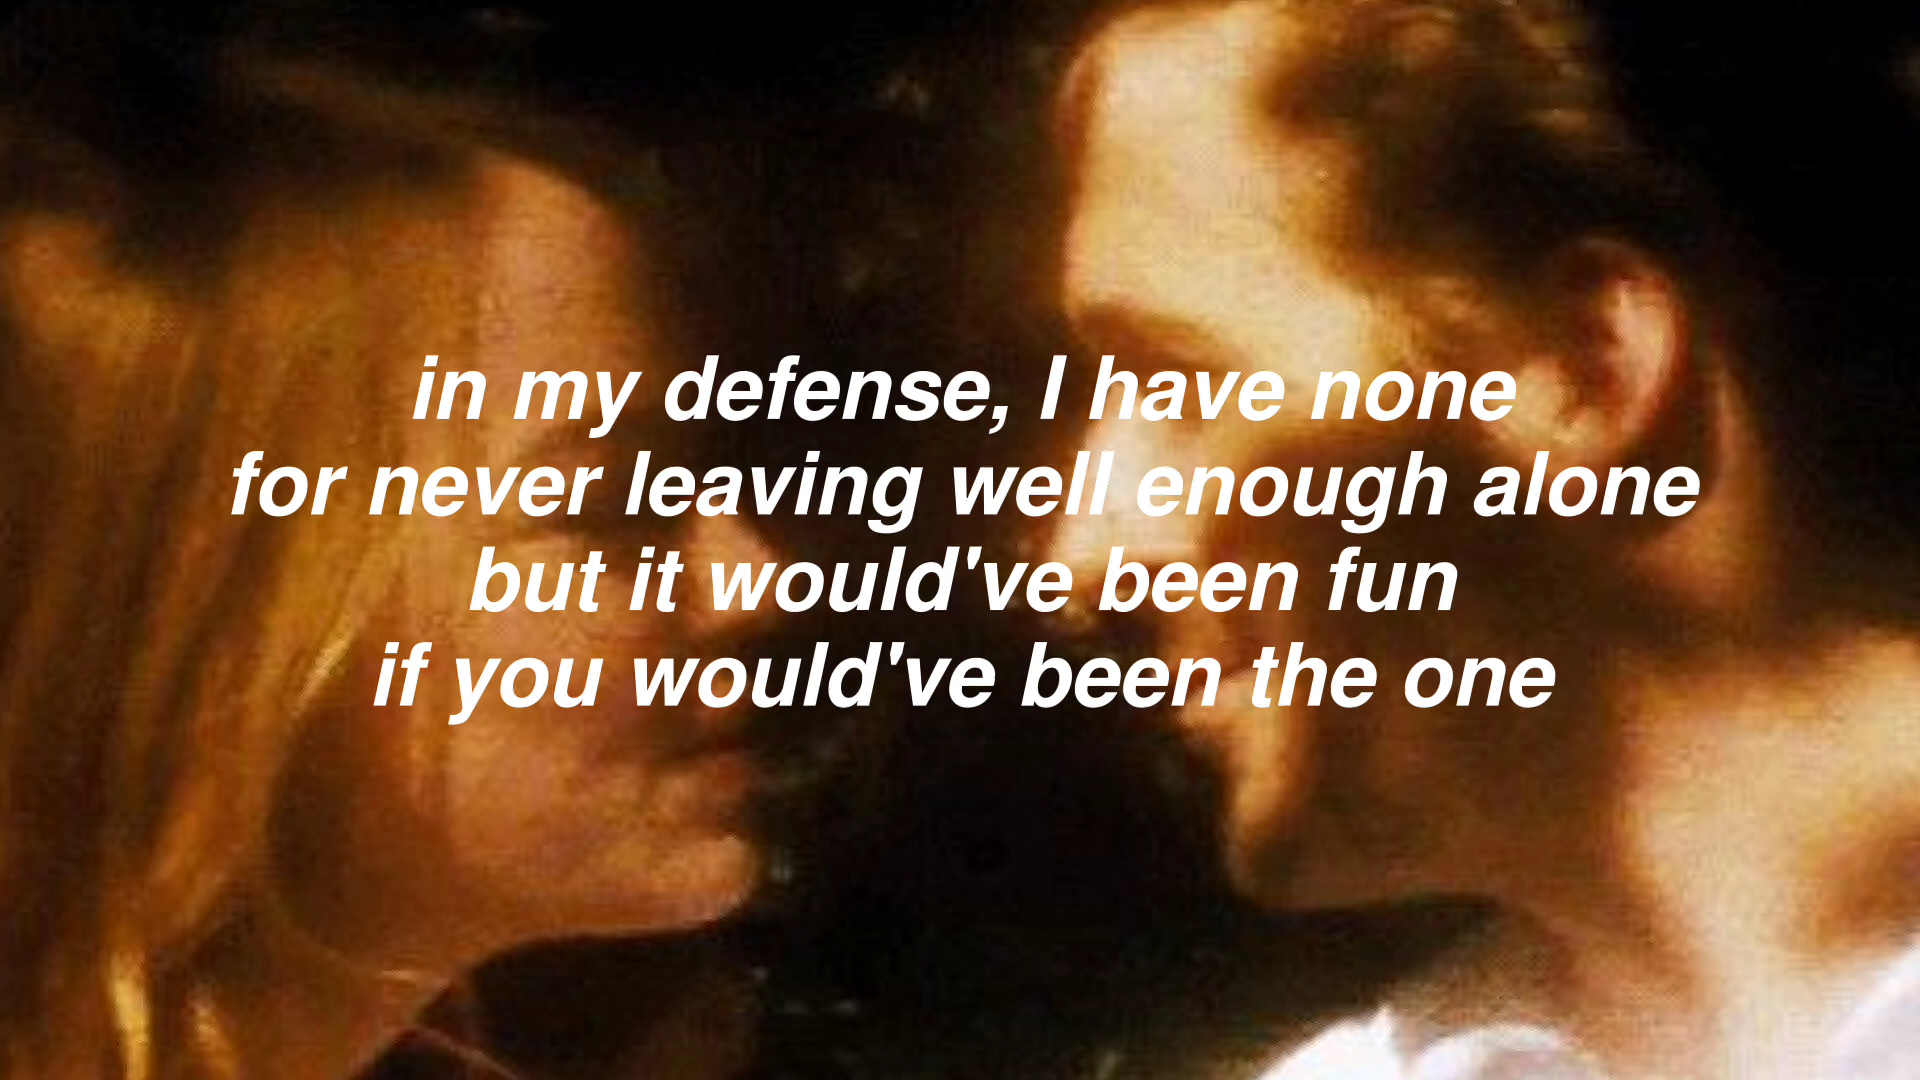 in my defense, I have none
for never leaving well enough alone
but it would've been fun
if you would've been the one